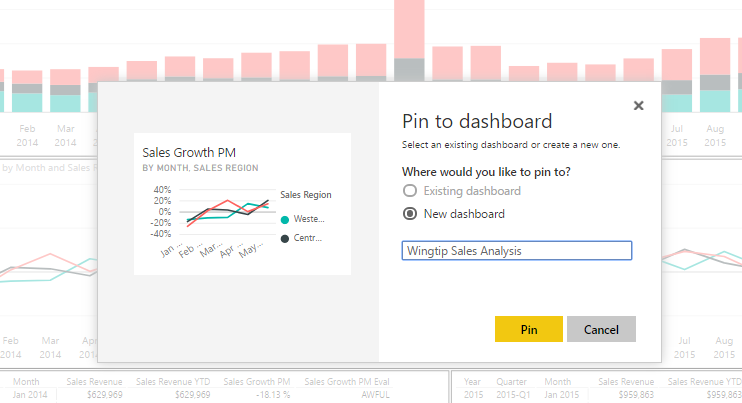 Feb
2014
Mar
2014
Jul
2015
Aug
2015
by Month and Sales R
Pin to dashboard
Select an existing dashboard or create a new one.
Where would you like to pin to?
Existing dashboard
New dashboard
Wingtip Sales Analysis
Pin
Cancel
Sales Growth PM
BY MONTH, SALES REGION
40%
20%
0%
-20%
-40%
Jan ...
Feb ...
Mar...
Apr ...
May...
Sales Region
Weste...
Centr...
Feb
2014
Mar
2014
Jul
2015
Aug
2015
Month Sales Revenue Sales Revenue YTD Sales Growth PM Sales Growth PM Eval
Jan 2014 $629,969 $629,969 -18.13 % AWFUL
Year Quarter Month Sales Revenue Sales Revenue YTD
2015 2015-Q1 Jan 2015 $959,863 $959,863